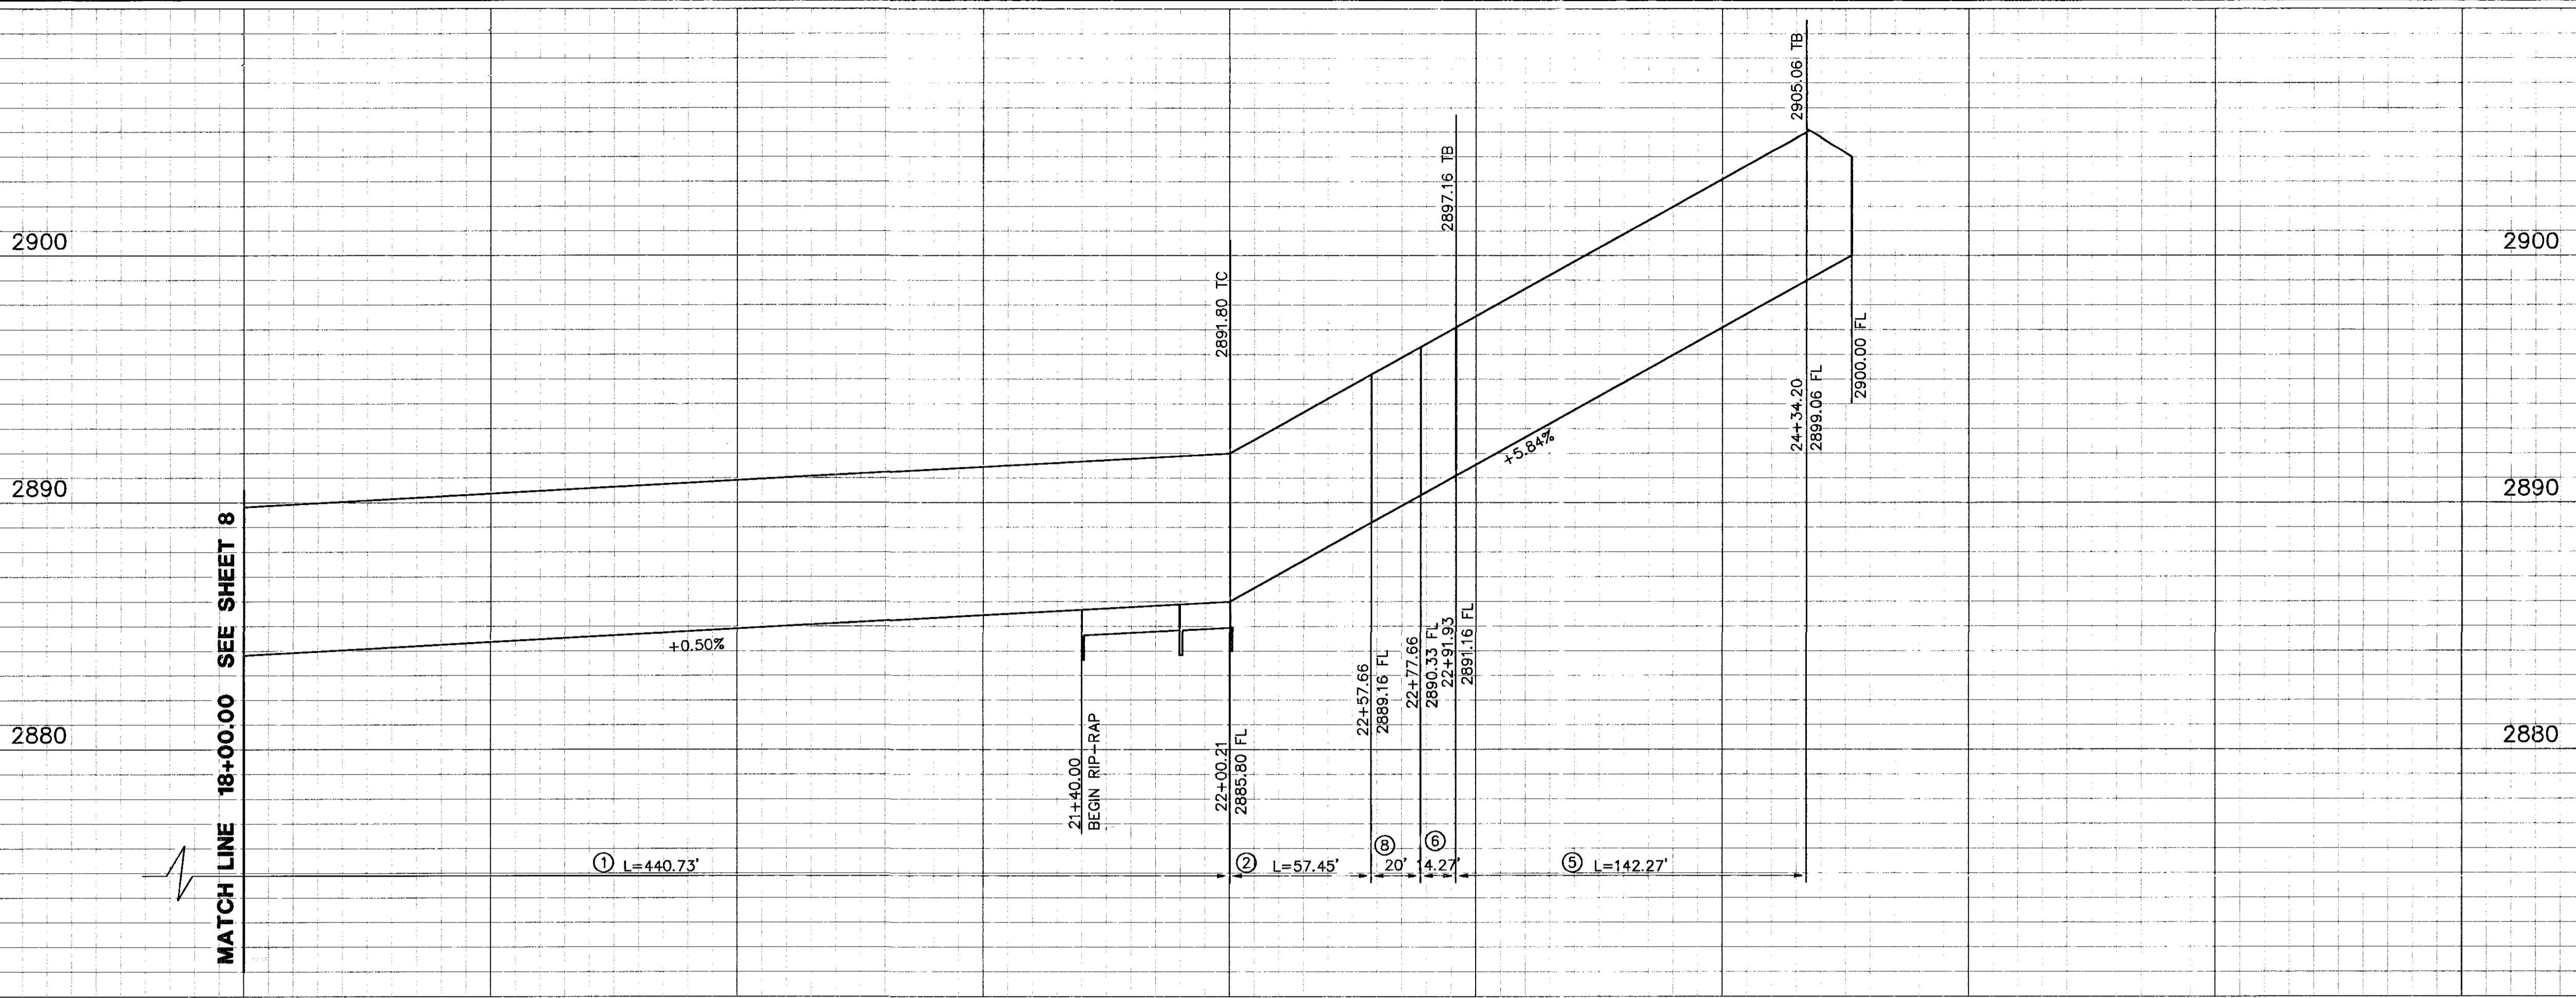 2900
2890
2880
MATCH LINE 18+00.00 SEE SHEET 8
+0.50%
① L=440.73'
21+40.00
BEGIN RIP-RAP
2891.80 TC
22+00.21
2885.80 FL
② L=57.45'
22+57.66
2889.16 FL
⑧
20'
22+77.66
2890.33 FL
⑥
14.27'
2897.16 TB
22+91.93
2891.16 FL
+5.84%
⑤ L=142.27'
2905.06 TB
24+34.20
2899.06 FL
2900.00 FL
2900
2890
2880